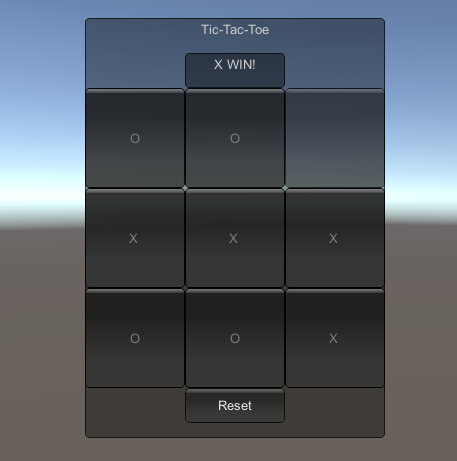 Tic-Tac-Toe
X WIN!
O O
X X X
O O X
Reset